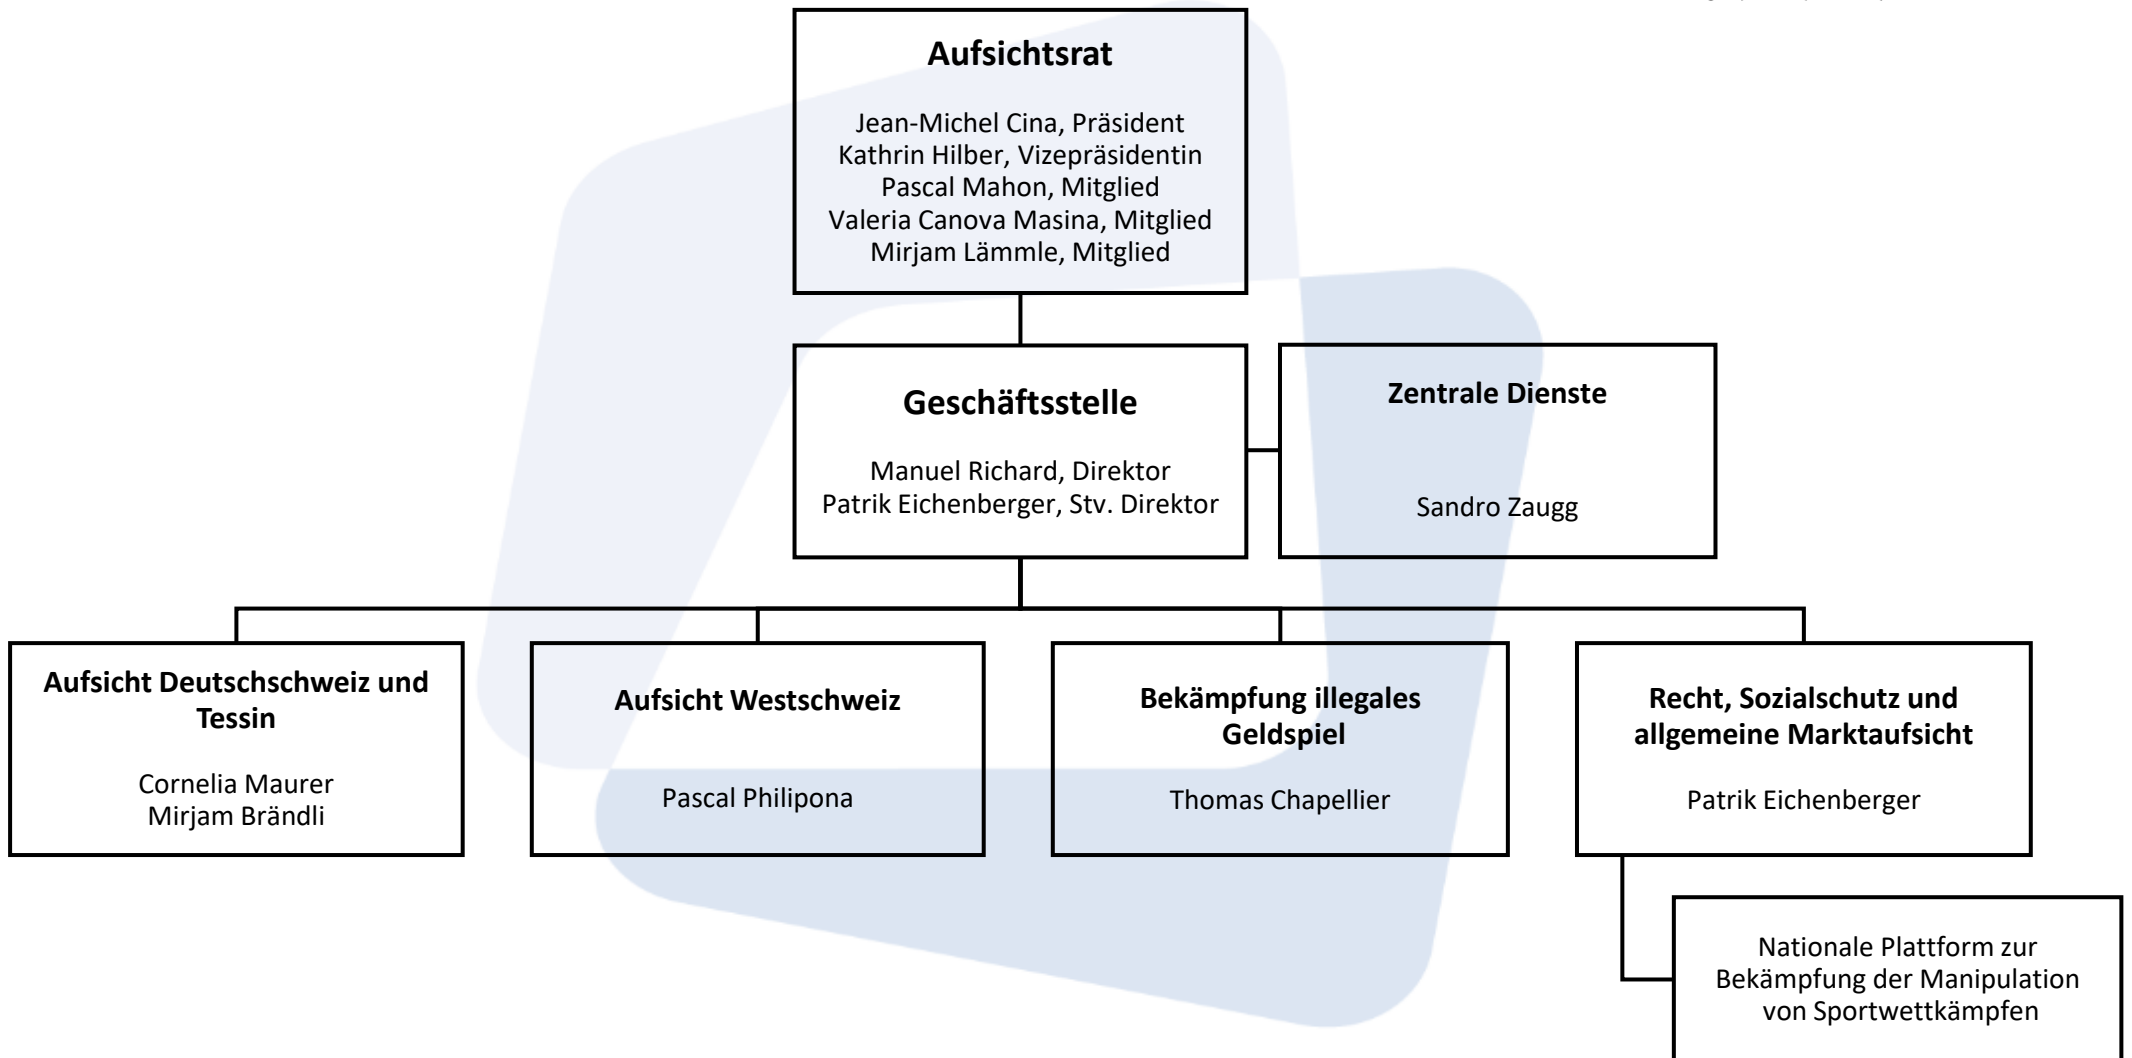 Aufsichtsrat
Jean-Michel Cina, Präsident
Kathrin Hilber, Vizepräsidentin
Pascal Mahon, Mitglied
Valeria Canova Masina, Mitglied
Mirjam Lämmle, Mitglied
Geschäftsstelle
Manuel Richard, Direktor
Patrik Eichenberger, Stv. Direktor
Zentrale Dienste
Sandro Zaugg
Aufsicht Deutschschweiz und
Tessin
Cornelia Maurer
Mirjam Brändli
Aufsicht Westschweiz
Pascal Philipona
Bekämpfung illegales
Geldspiel
Thomas Chapellier
Recht, Sozialschutz und
allgemeine Marktaufsicht
Patrik Eichenberger
Nationale Plattform zur
Bekämpfung der Manipulation
von Sportwettkämpfen